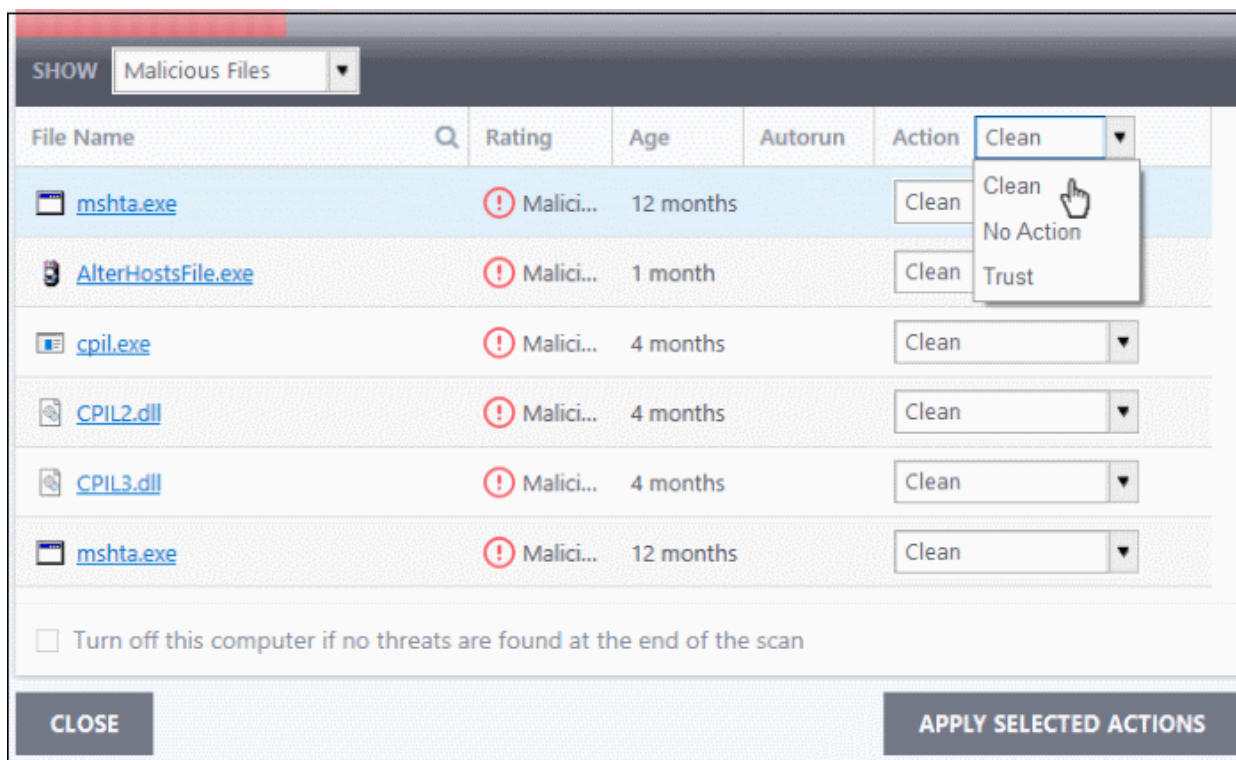 SHOW Malicious Files
File Name Rating Age Autorun Action Clean
mshta.exe Malici... 12 months Clean
Clean
No Action
Trust
AlterHostsFile.exe Malici... 1 month Clean
cpil.exe Malici... 4 months Clean
CPIL2.dll Malici... 4 months Clean
CPIL3.dll Malici... 4 months Clean
mshta.exe Malici... 12 months Clean
Turn off this computer if no threats are found at the end of the scan
CLOSE APPLY SELECTED ACTIONS